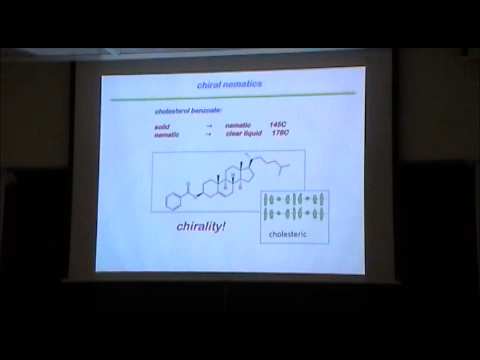 chiral nematics
cholesterol benzoate:
solid → nematic 145C
nematic → clear liquid 178C
chirality!
cholesteric